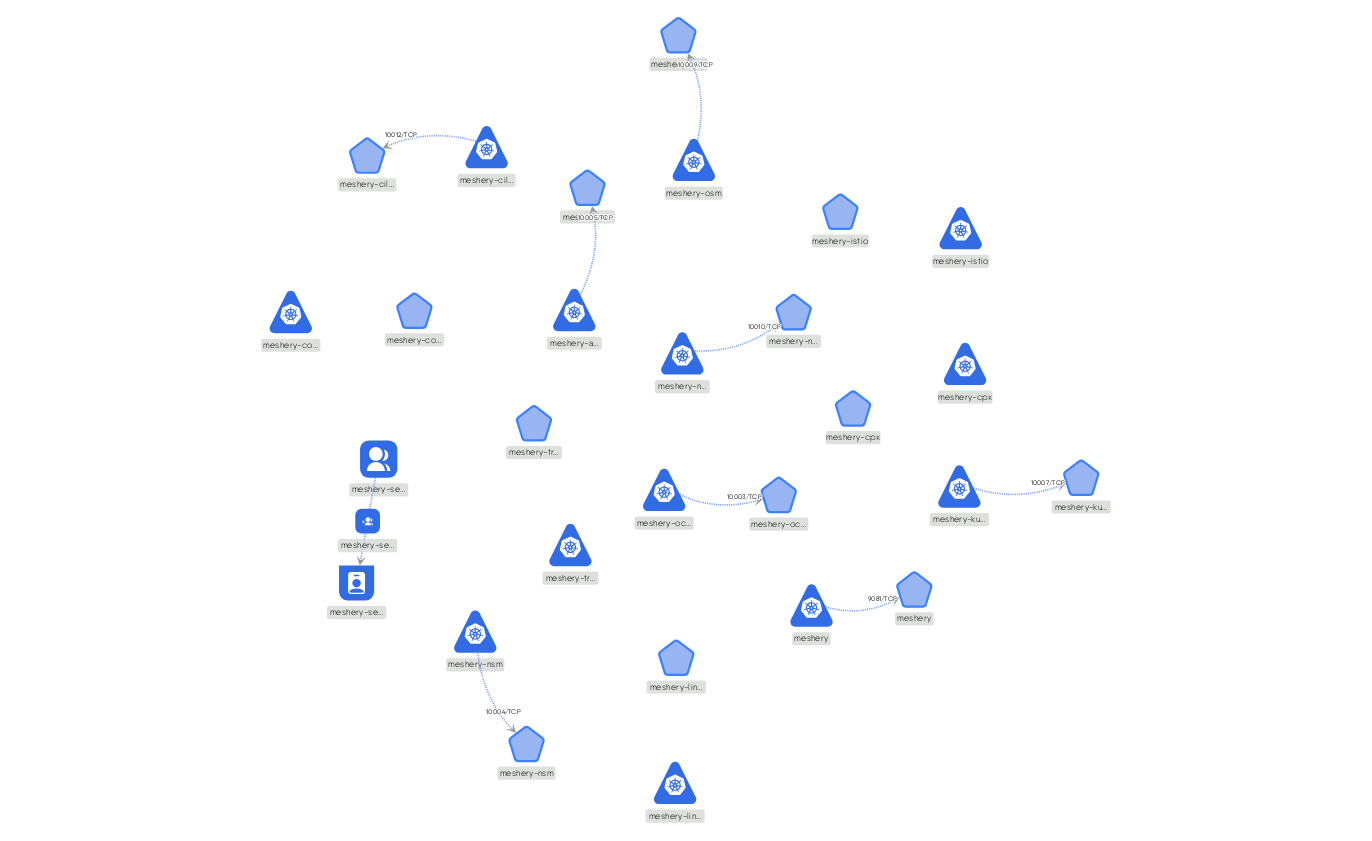 10009/TCP
10012/TCP
meshery-cil...
meshery-cil...
meshery-osm
10005/TCP
meshery-istio
meshery-istio
meshery-co...
meshery-co...
meshery-a...
10010/TCP
meshery-n...
meshery-n...
meshery-cpx
meshery-cpx
meshery-tr...
meshery-se...
10003/TCP
meshery-oc...
meshery-oc...
10007/TCP
meshery-ku...
meshery-ku...
meshery-se...
meshery-tr...
meshery-se...
9081/TCP
meshery
meshery
meshery-nsm
meshery-lin...
10004/TCP
meshery-nsm
meshery-lin...